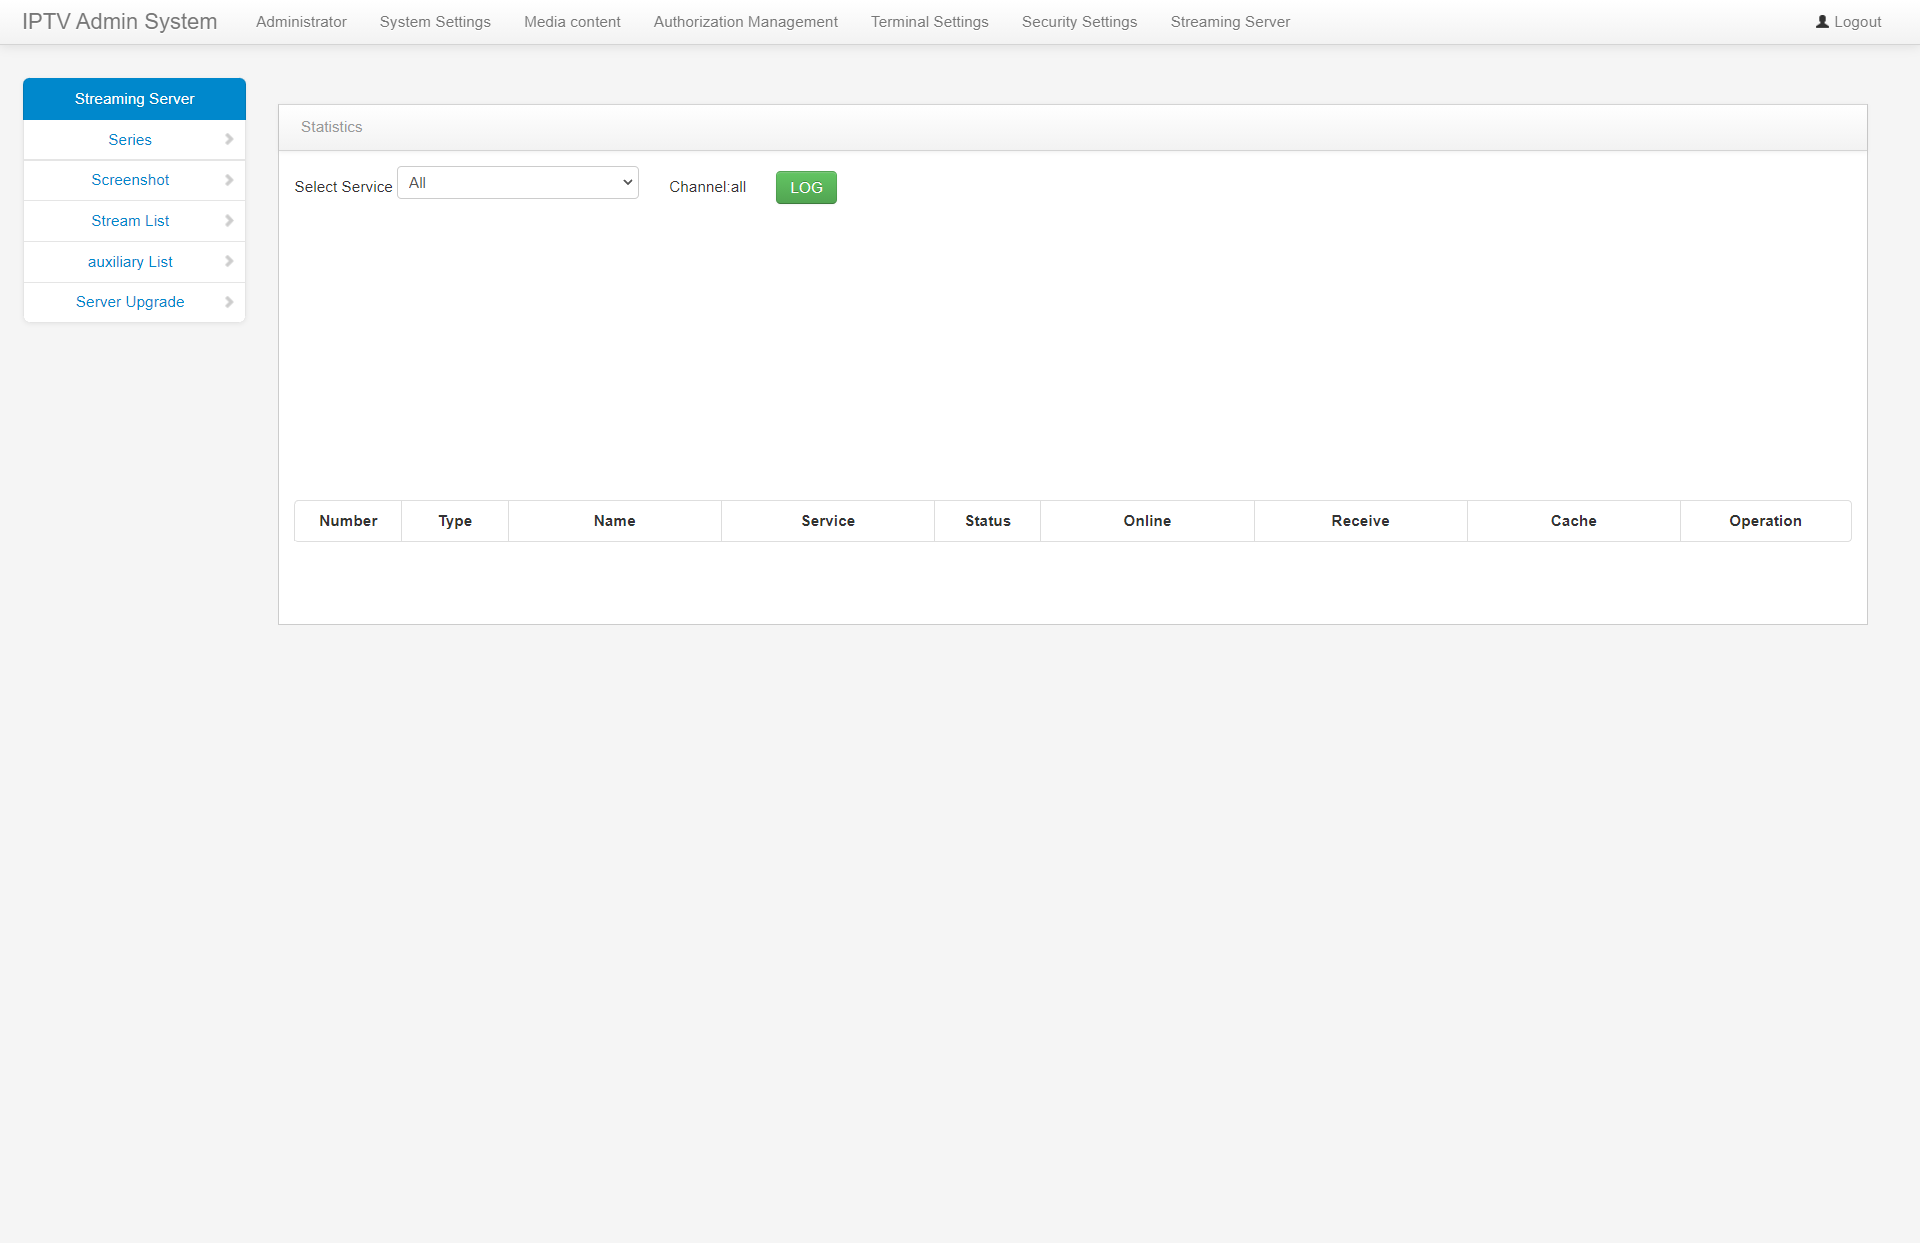 IPTV Admin System Administrator System Settings Media content Authorization Management Terminal Settings Security Settings Streaming Server Logout
Streaming Server
Series
Screenshot
Stream List
auxiliary List
Server Upgrade
Statistics
Select Service All Channel:all LOG
Number Type Name Service Status Online Receive Cache Operation